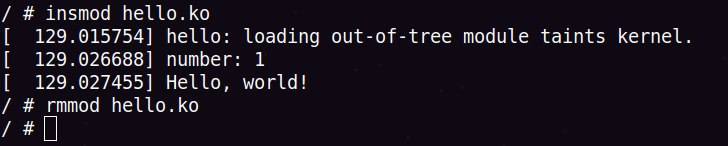 / # insmod hello.ko
[  129.015754] hello: loading out-of-tree module taints kernel.
[  129.026688] number: 1
[  129.027455] Hello, world!
/ # rmmod hello.ko
/ #